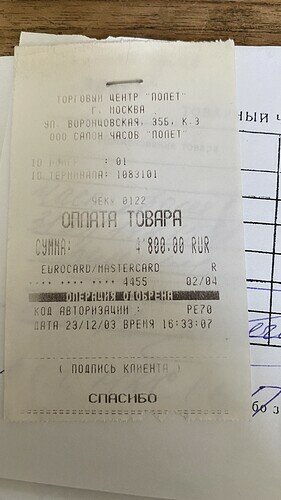 ТОРГОВЫЙ ЦЕНТР "ПОЛЕТ"
Г. МОСКВА
УЛ. ВОРОНЦОВСКАЯ, 35Б, К.3
ООО САЛОН ЧАСОВ "ПОЛЕТ"
: 01
ID ТЕРМИНАЛА: 1083101
ЧЕК# 0122
ОПЛАТА ТОВАРА
СУММА: 4'800.00 RUR
EUROCARD/MASTERCARD R
**** **** **** 4455 02/04
ОПЕРАЦИЯ ОДОБРЕНА
КОД АВТОРИЗАЦИИ : PE70
ДАТА 23/12/03 ВРЕМЯ 16:33:07
( ПОДПИСЬ КЛИЕНТА )
СПАСИБО